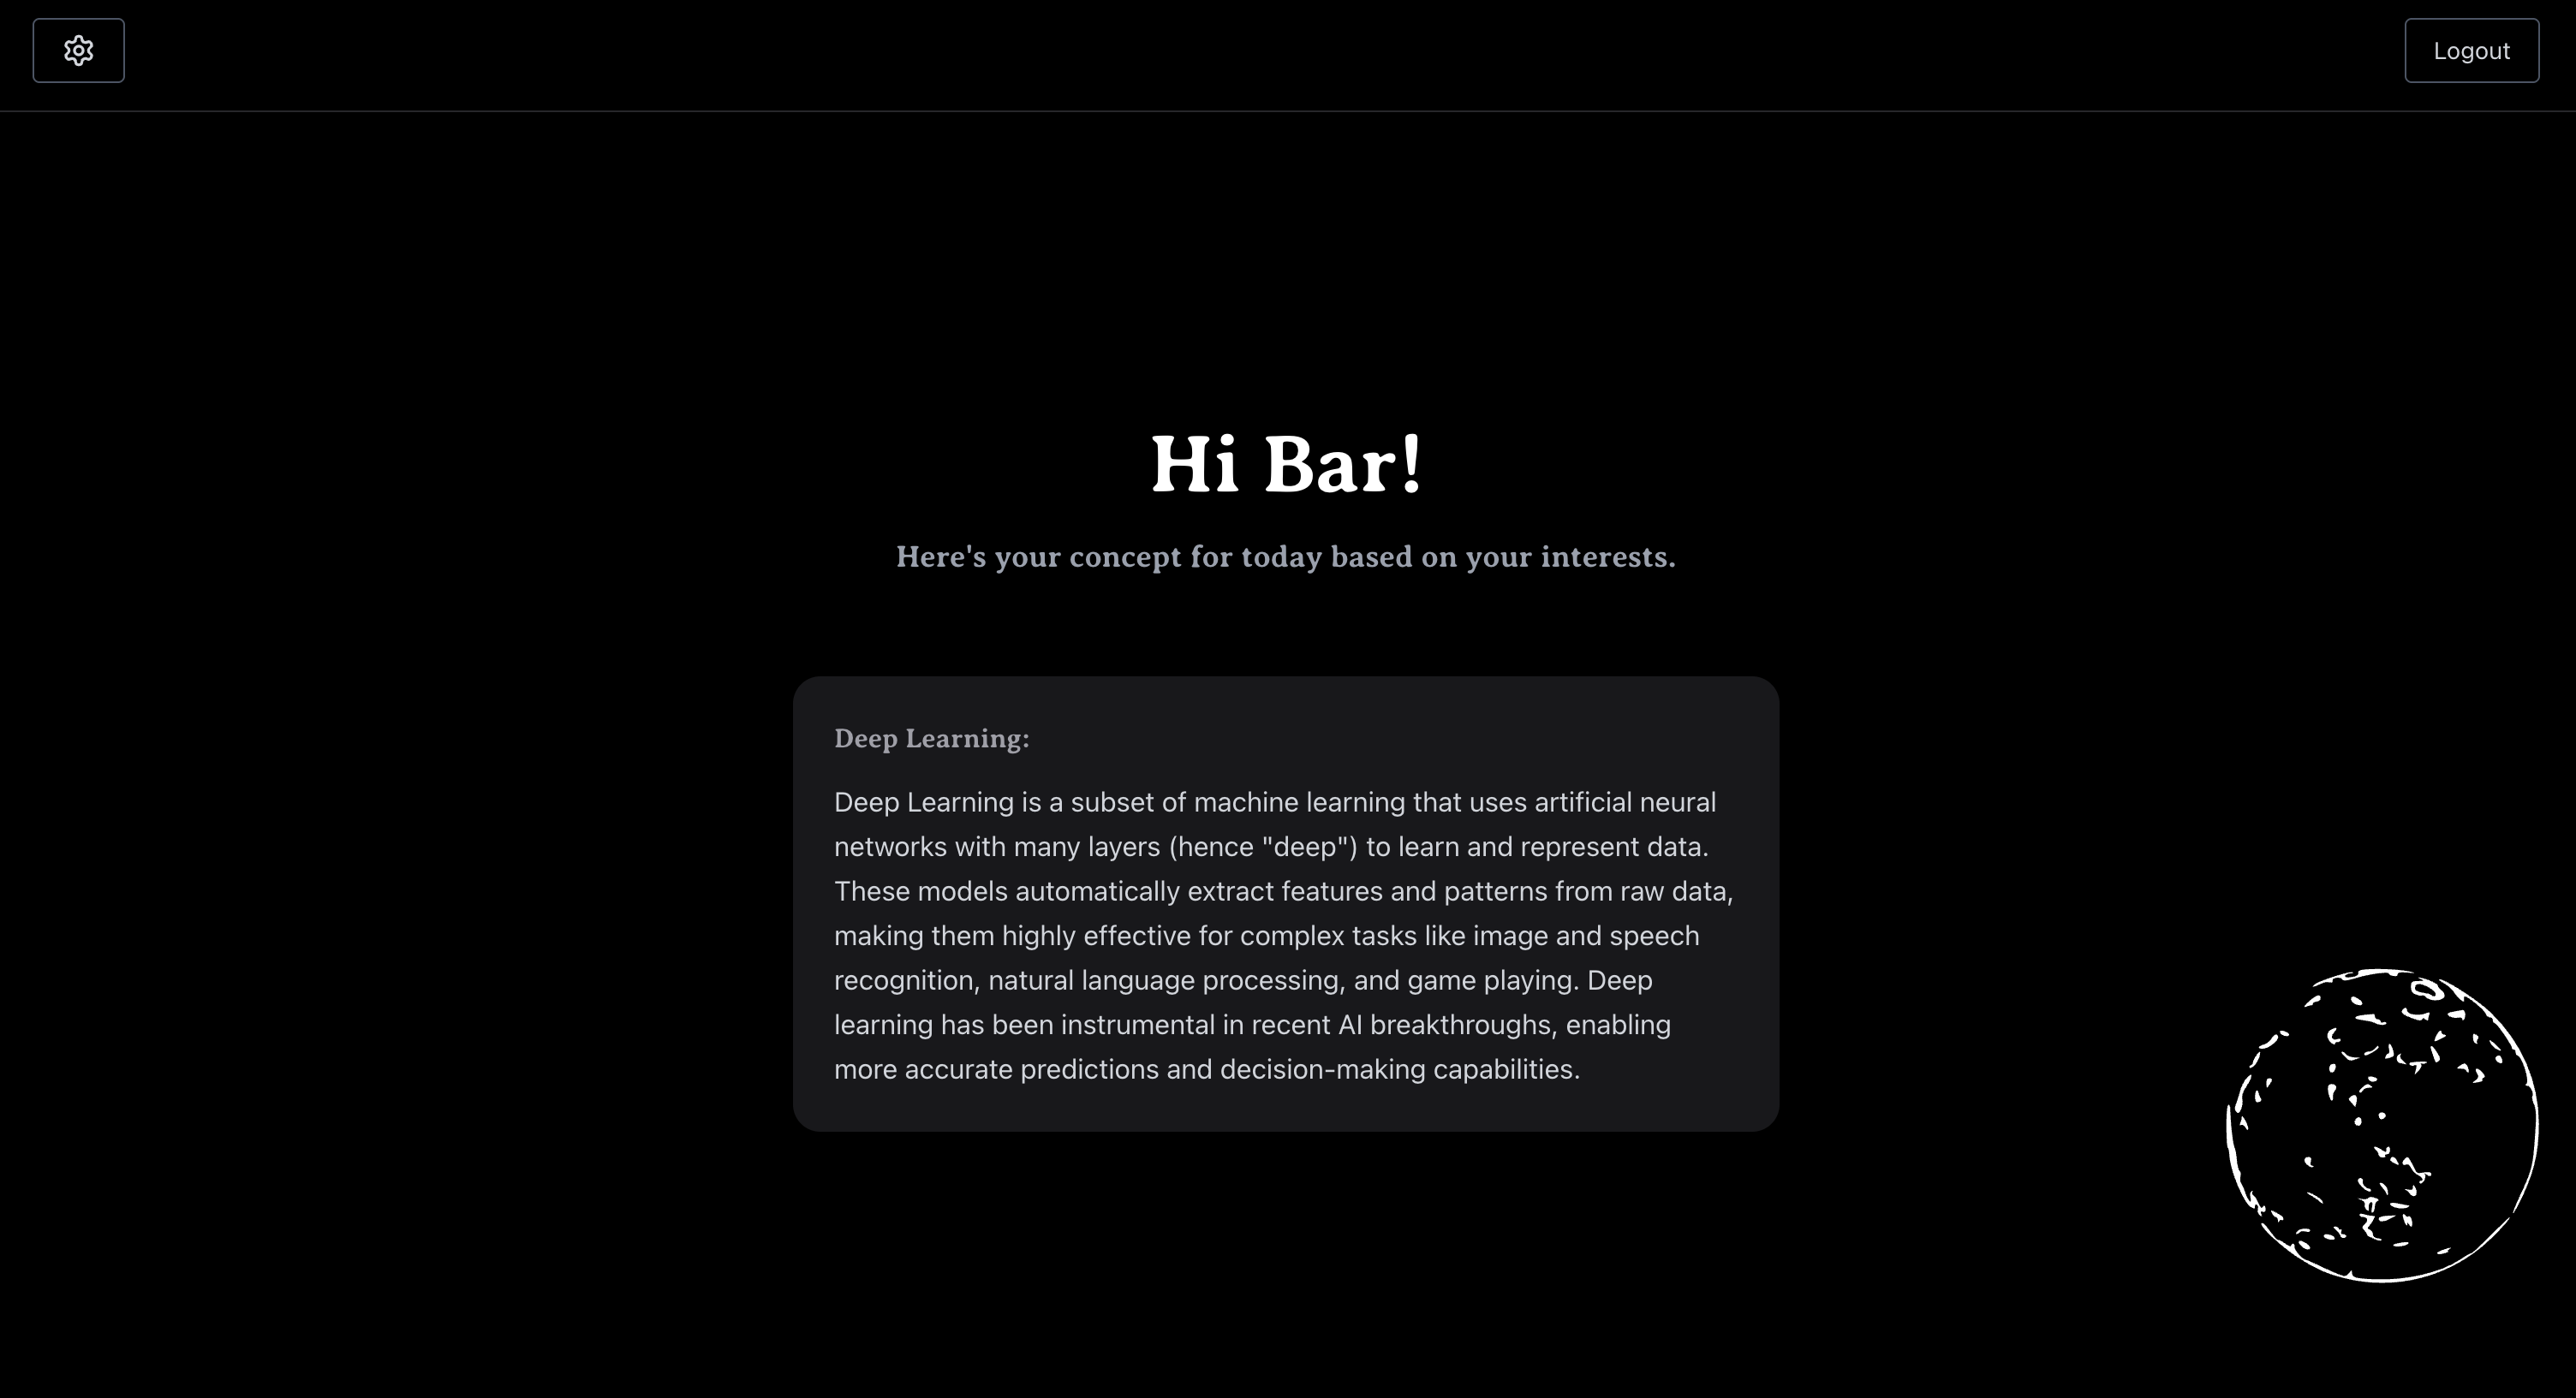 Logout
Hi Bar!
Here's your concept for today based on your interests.
Deep Learning:
Deep Learning is a subset of machine learning that uses artificial neural
networks with many layers (hence "deep") to learn and represent data.
These models automatically extract features and patterns from raw data,
making them highly effective for complex tasks like image and speech
recognition, natural language processing, and game playing. Deep
learning has been instrumental in recent AI breakthroughs, enabling
more accurate predictions and decision-making capabilities.